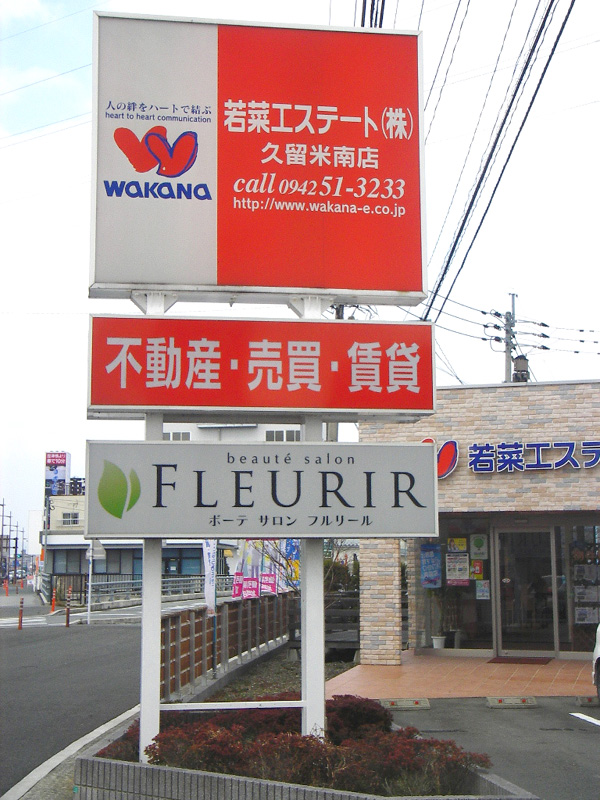 人の絆をハートで結ぶ
heart to heart communication
WAKANA
若菜エステート(株)
久留米南店
call 0942 51-3233
http://www.wakana-e.co.jp
不動産・売買・賃貸
beauté salon
FLEURIR
ボーテ サロン フルリール
若菜エステ